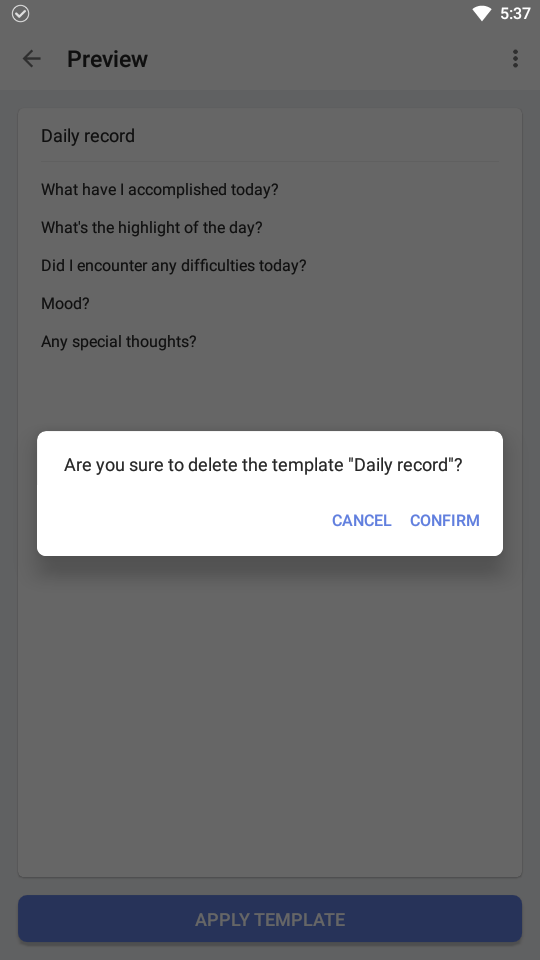 5:37
Preview
Daily record
What have I accomplished today?
What's the highlight of the day?
Did I encounter any difficulties today?
Mood?
Any special thoughts?
Are you sure to delete the template "Daily record"?
CANCEL CONFIRM
APPLY TEMPLATE